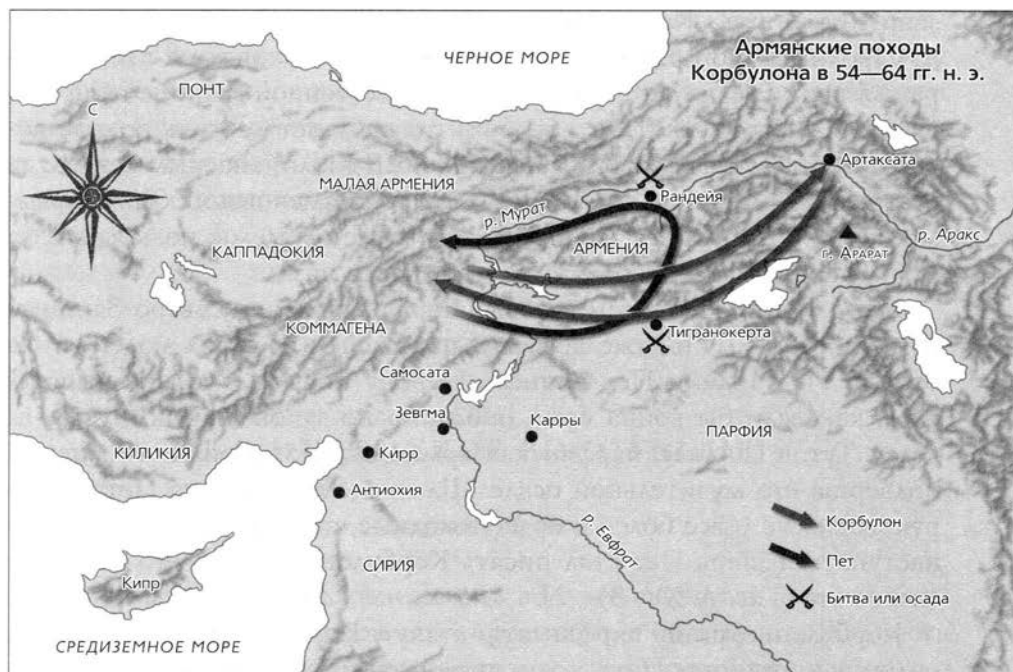 Армянские походы
Корбулона в 54—64 гг. н. э.
ЧЕРНОЕ МОРЕ
ПОНТ
С
Артаксата
МАЛАЯ АРМЕНИЯ
Рандейя
р. Мурат
р. Аракс
КАППАДОКИЯ
АРМЕНИЯ
г. АРАРАТ
КОММАГЕНА
Тигранокерта
Самосата
Зевгма
Карры
ПАРФИЯ
КИЛИКИЯ
Кирр
Антиохия
Корбулон
р. Евфрат
Пет
СИРИЯ
Кипр
Битва или осада
СРЕДИЗЕМНОЕ МОРЕ